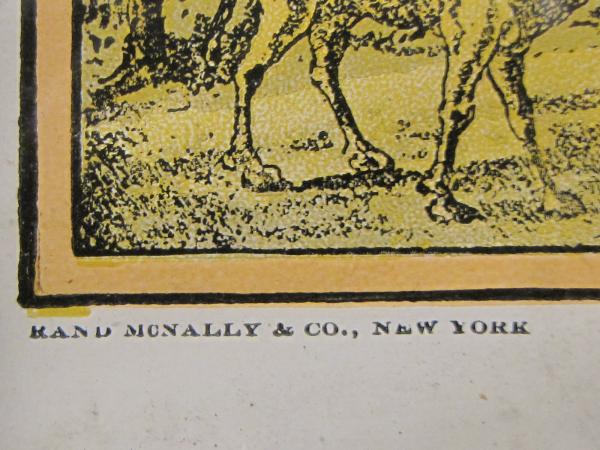 RAND MCNALLY & CO., NEW YORK